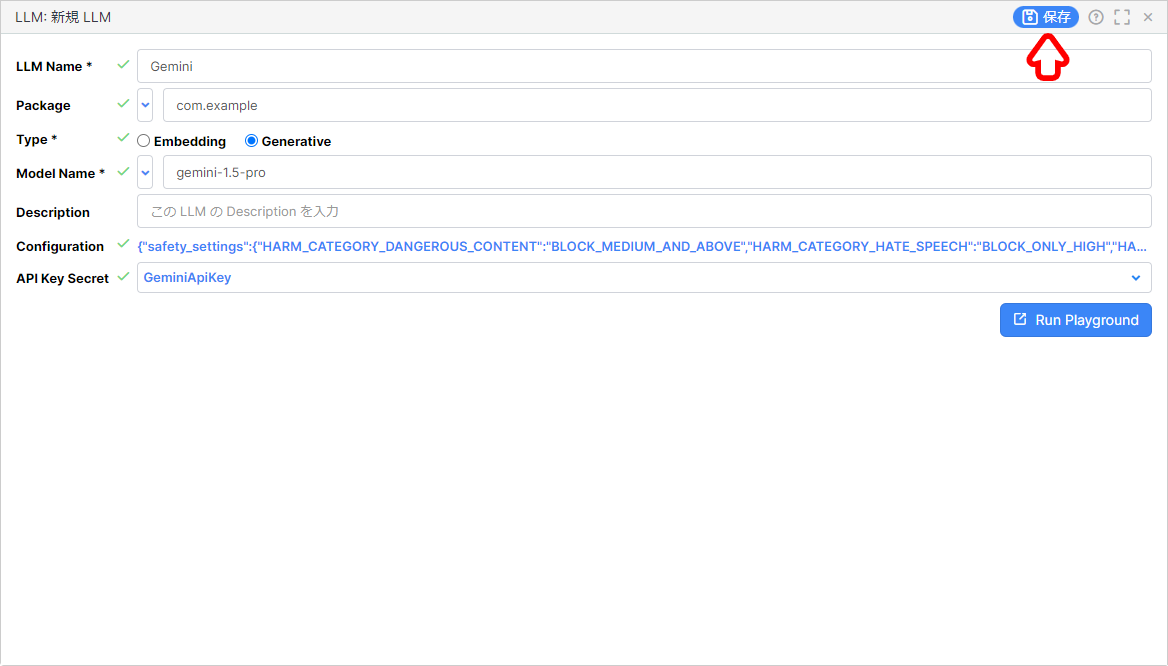 LLM: 新規 LLM 保存
LLM Name * Gemini
Package com.example
Type * Embedding Generative
Model Name * gemini-1.5-pro
Description この LLM の Description を入力
Configuration {"safety_settings":{"HARM_CATEGORY_DANGEROUS_CONTENT":"BLOCK_MEDIUM_AND_ABOVE","HARM_CATEGORY_HATE_SPEECH":"BLOCK_ONLY_HIGH","HA...
API Key Secret GeminiApiKey
Run Playground